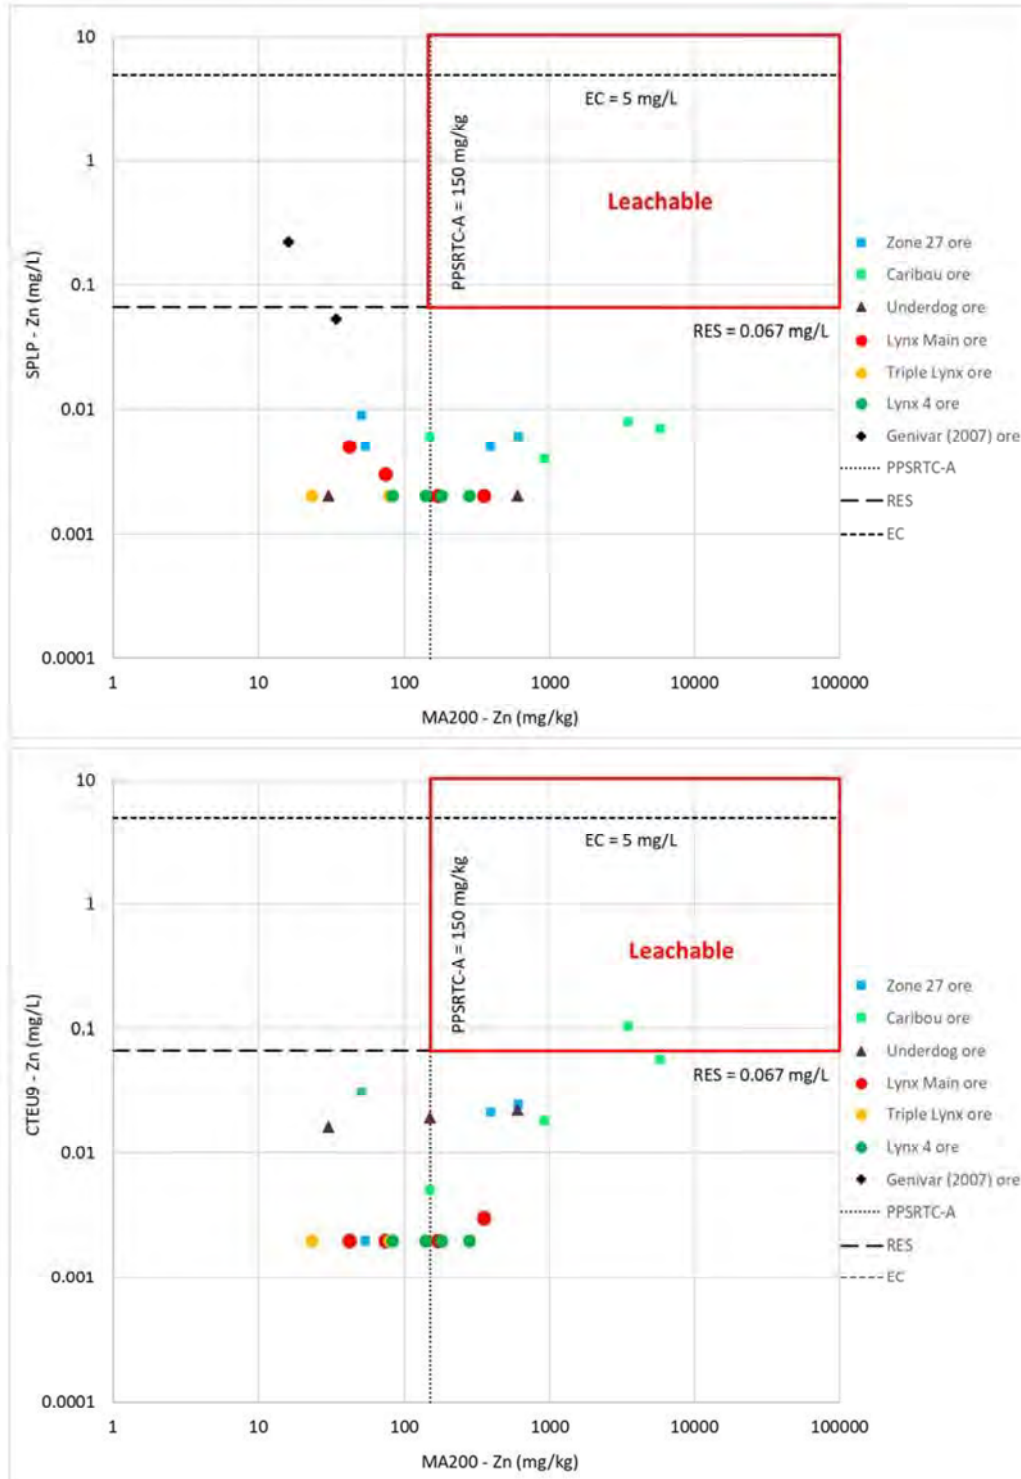 10
EC = 5 mg/L
PPSRTC-A = 150 mg/kg
1
Leachable
0.1
RES = 0.067 mg/L
SPLP - Zn (mg/L)
0.01
0.001
0.0001
1
10
100
1000
10000
100000
MA200 - Zn (mg/kg)
Zone 27 ore
Caribou ore
Underdog ore
Lynx Main ore
Triple Lynx ore
Lynx 4 ore
Genivar (2007) ore
PPSRTC-A
RES
EC
10
EC = 5 mg/L
PPSRTC-A = 150 mg/kg
1
Leachable
0.1
RES = 0.067 mg/L
CTEU9 - Zn (mg/L)
0.01
0.001
0.0001
1
10
100
1000
10000
100000
MA200 - Zn (mg/kg)
Zone 27 ore
Caribou ore
Underdog ore
Lynx Main ore
Triple Lynx ore
Lynx 4 ore
Genivar (2007) ore
PPSRTC-A
RES
EC